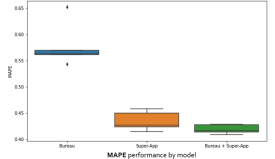 0.65
0.60
0.55
MAPE
0.50
0.45
0.40
Bureau
Super-App
Bureau + Super-App
MAPE performance by model